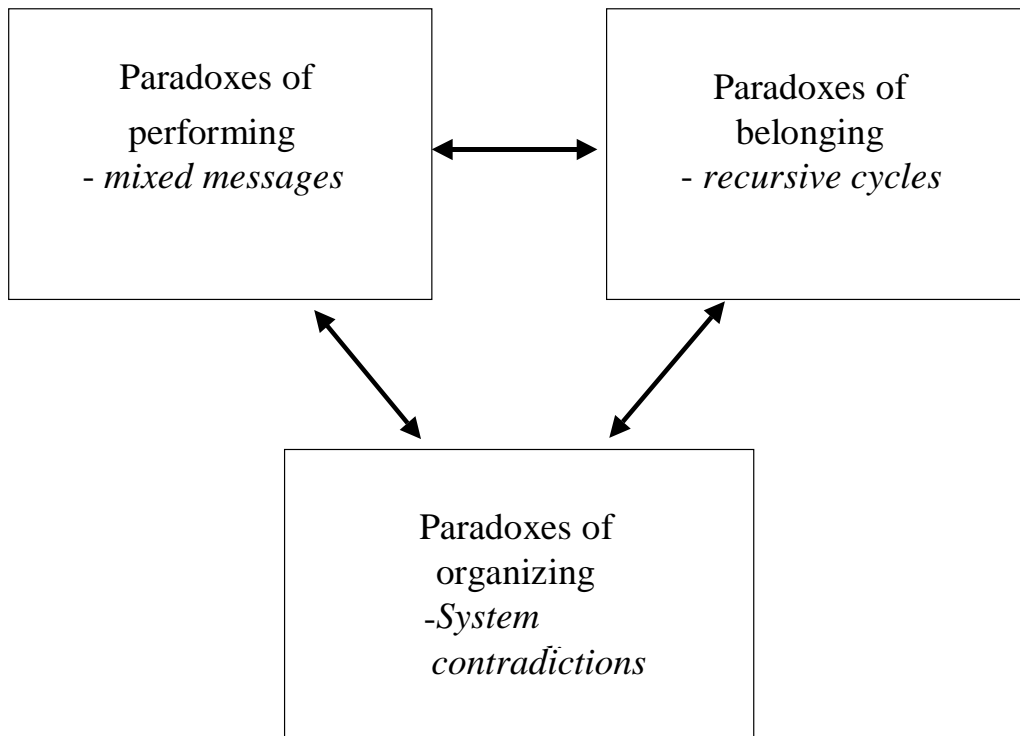 Paradoxes of
performing
- mixed messages
Paradoxes of
belonging
- recursive cycles
Paradoxes of
organizing
-System
contradictions